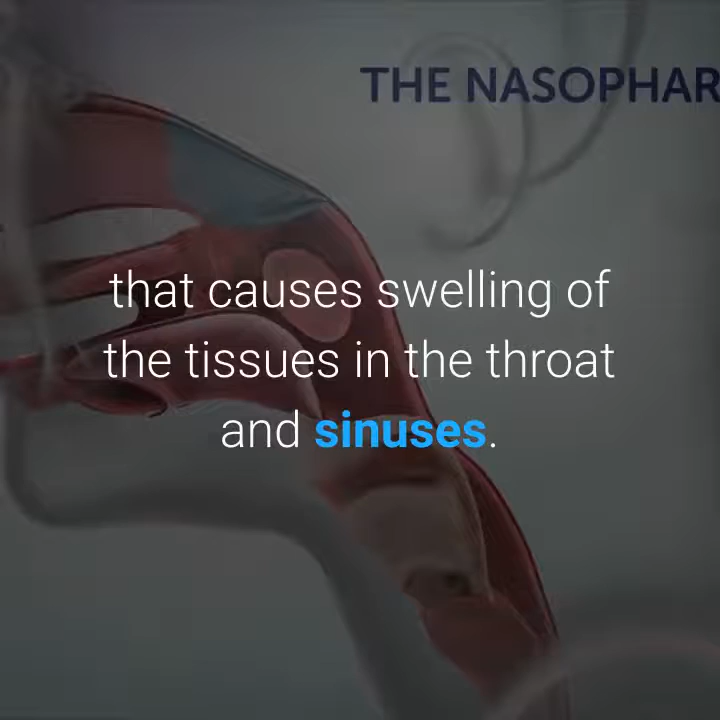 THE NASOPHAR
that causes swelling of
the tissues in the throat
and sinuses.